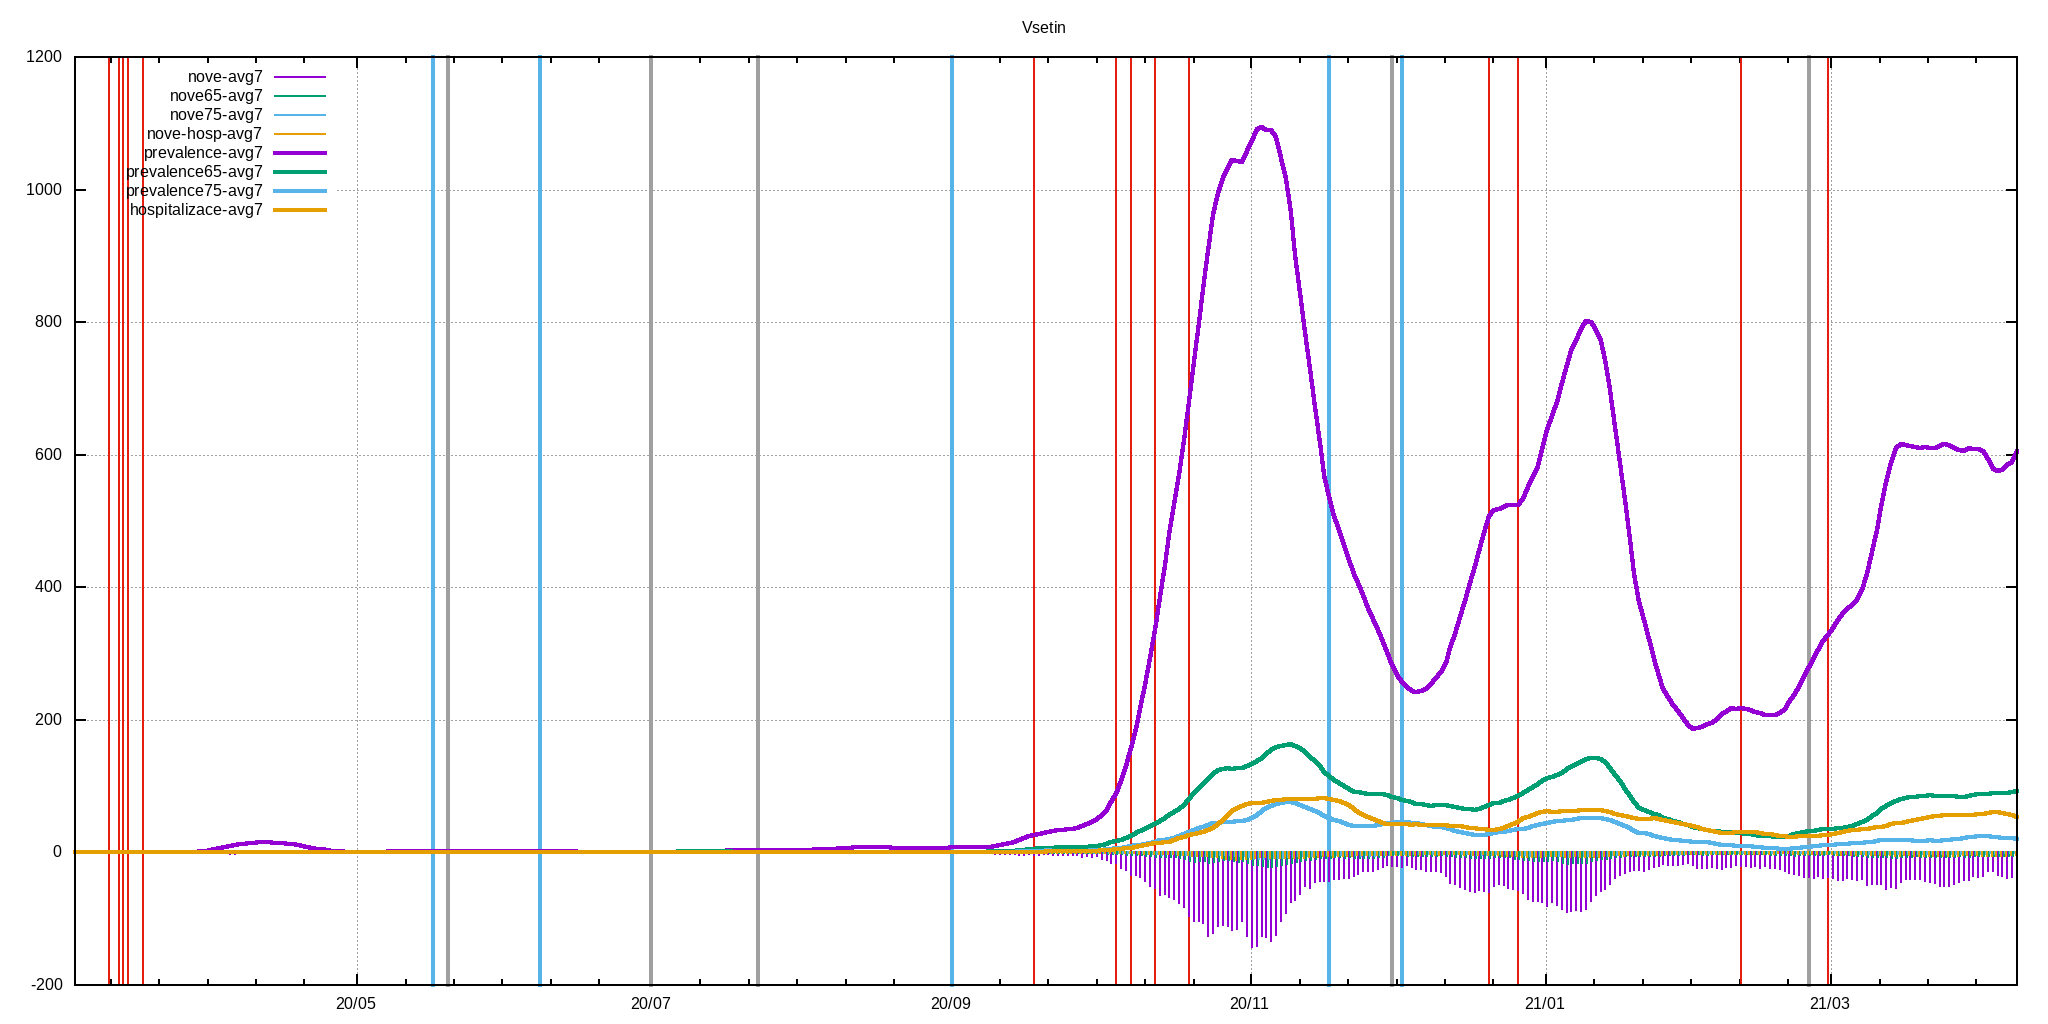 Vsetin
1200
1000
800
600
400
200
0
-200
nove-avg7
nove65-avg7
nove75-avg7
nove-hosp-avg7
prevalence-avg7
prevalence65-avg7
prevalence75-avg7
hospitalizace-avg7
20/05
20/07
20/09
20/11
21/01
21/03